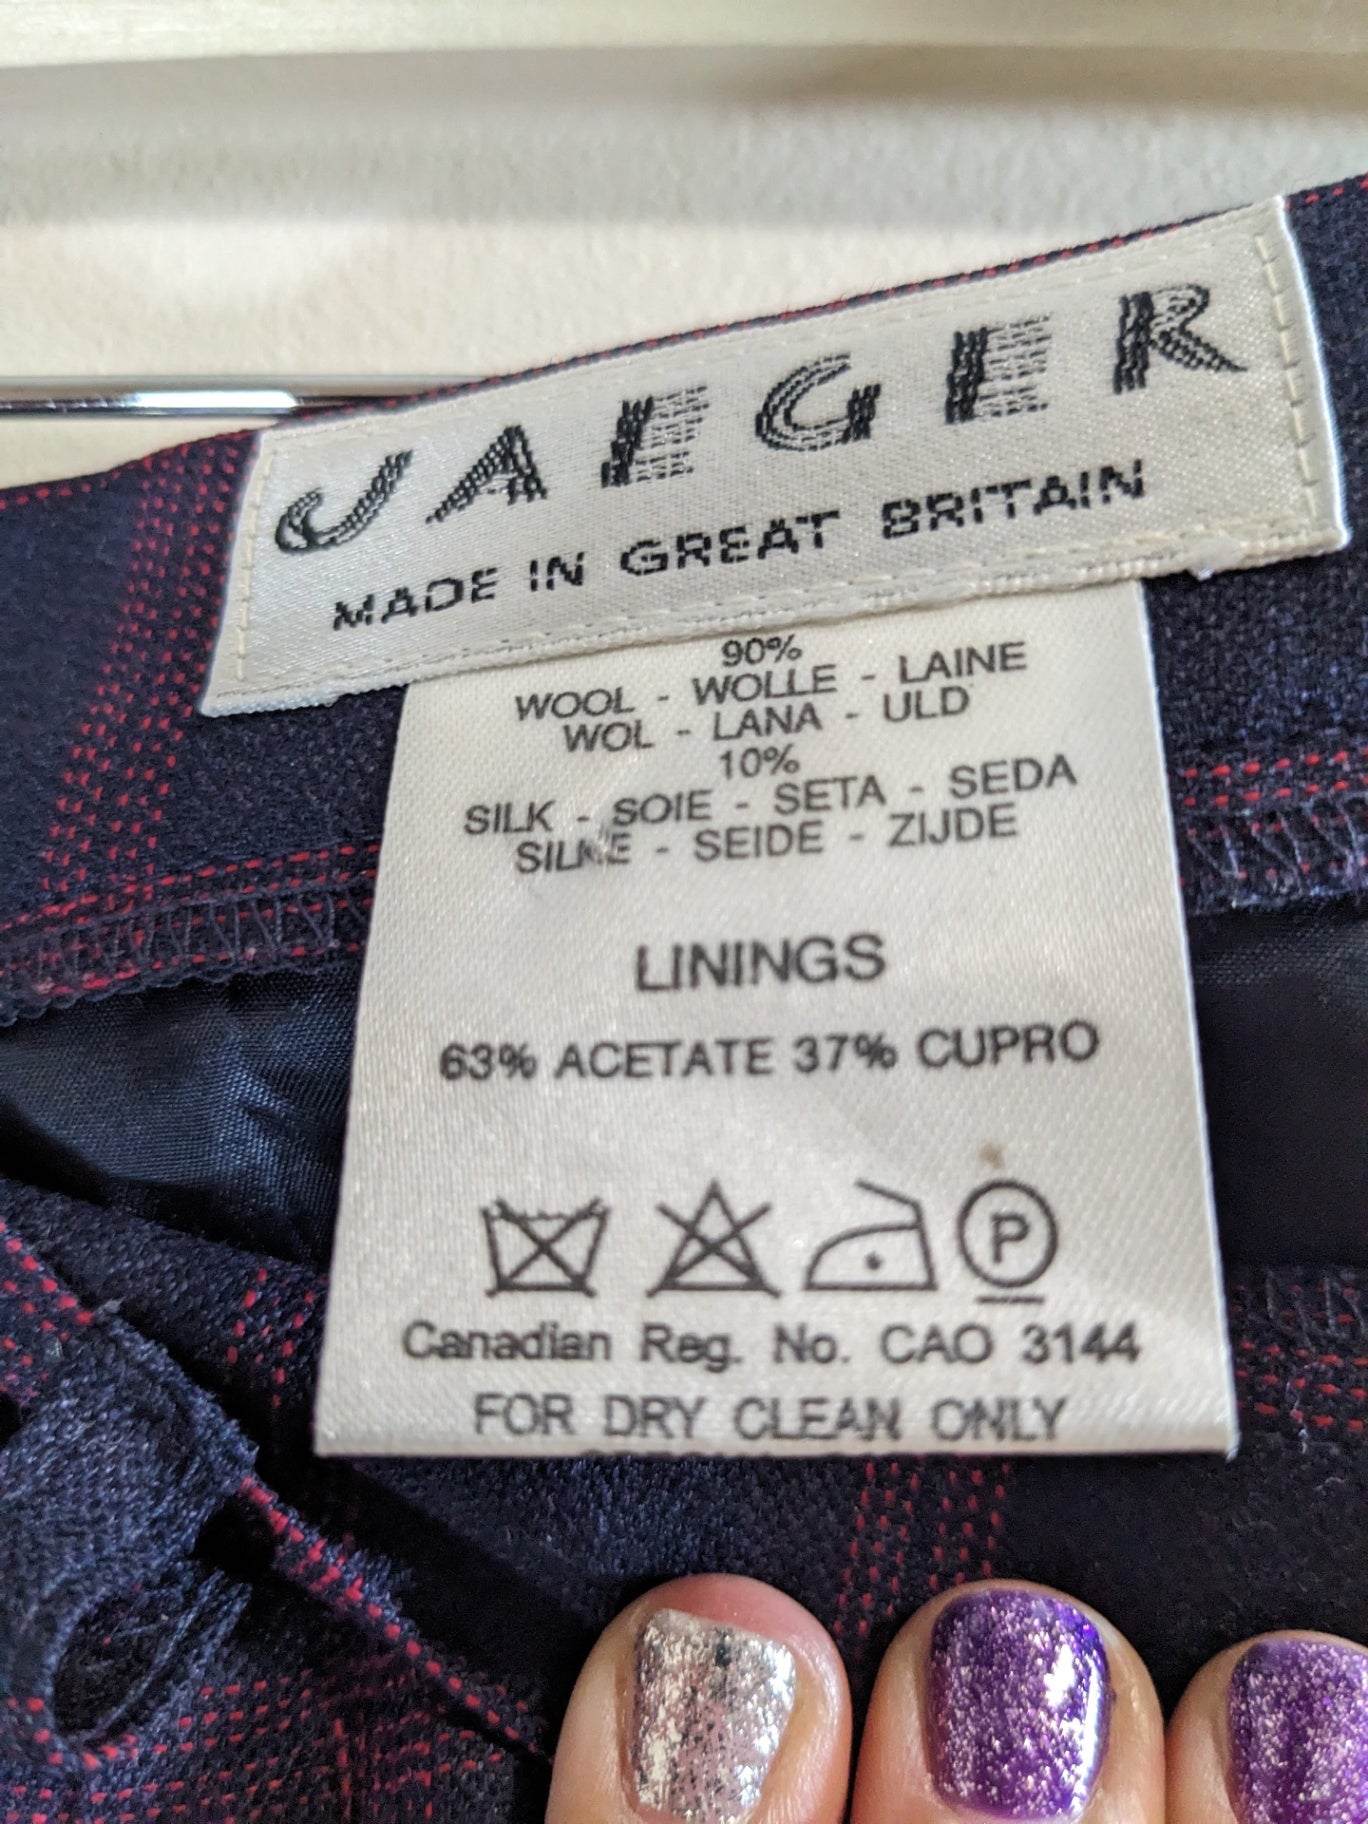 JAEGER
MADE IN GREAT BRITAIN
90%
WOOL - WOLLE - LAINE
WOL - LANA - ULD
10%
SILK - SOIE - SETA - SEDA
SILKE - SEIDE - ZIJDE
LININGS
63% ACETATE 37% CUPRO
P
Canadian Reg. No. CAO 3144
FOR DRY CLEAN ONLY